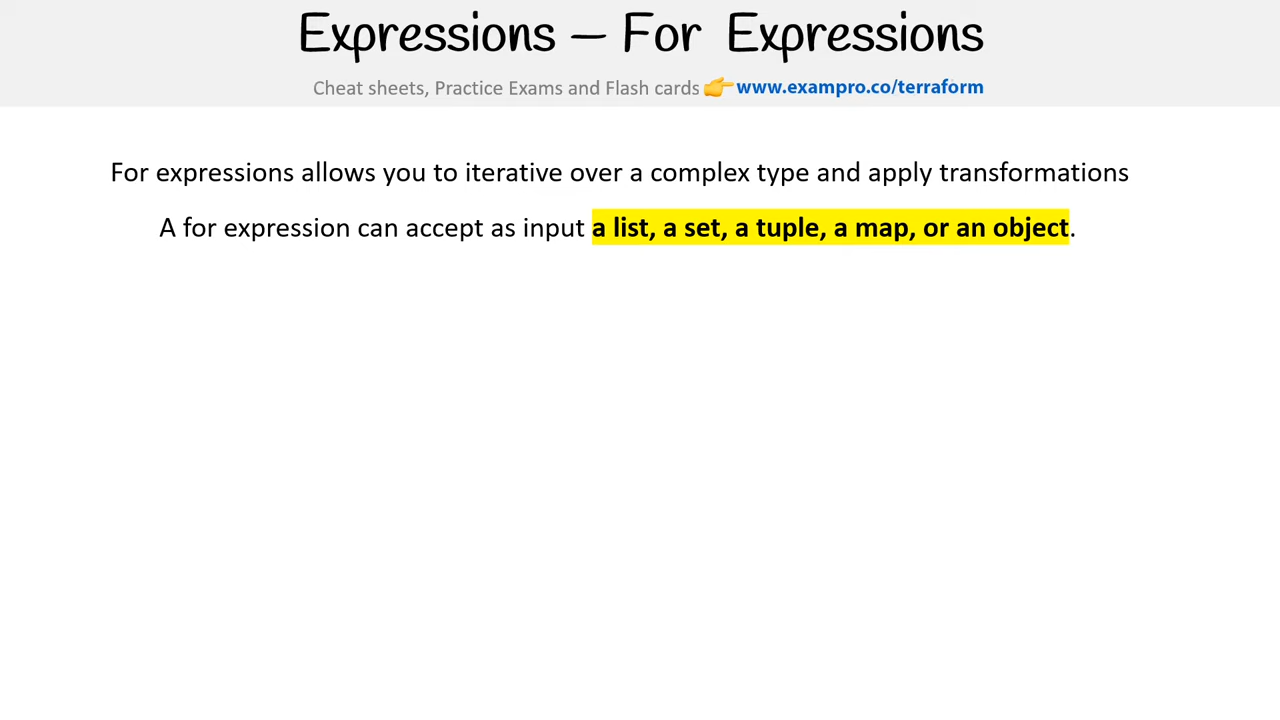 Expressions – For Expressions
Cheat sheets, Practice Exams and Flash cards 👉 www.exampro.co/terraform
For expressions allows you to iterative over a complex type and apply transformations
A for expression can accept as input a list, a set, a tuple, a map, or an object.